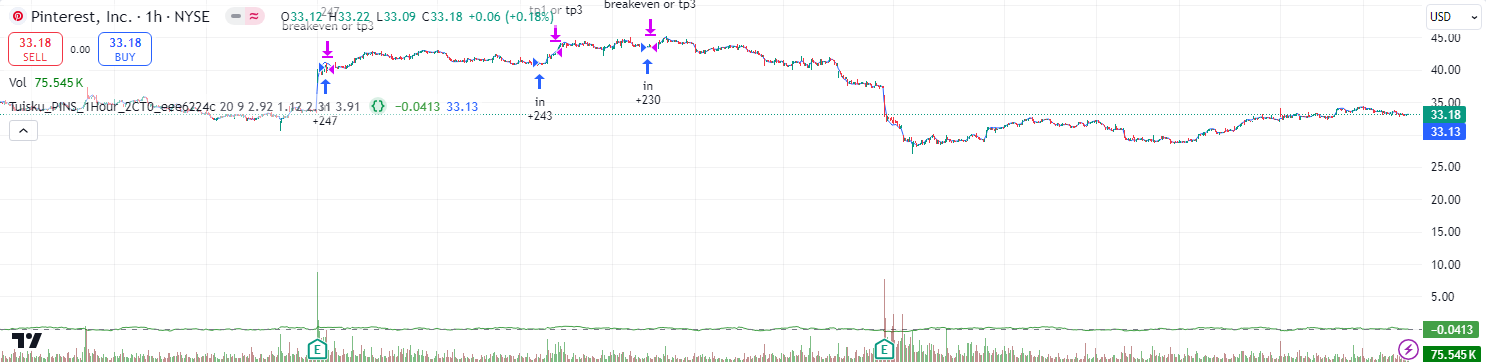 Pinterest, Inc. · 1h · NYSE
O33.12 H33.22 L33.09 C33.18 +0.06 (+0.18%)
33.18
SELL
0.00
33.18
BUY
Vol 75.545 K
Tuisku_PINS_1Hour_2CT0_eee6224c 20 9 2.92 1.12 2.31 3.91 −0.0413 33.13
−247
breakeven or tp3
+247
tp1 or tp3
in
+243
breakeven or tp3
in
+230
USD
45.00
40.00
35.00
33.18
33.13
25.00
20.00
15.00
10.00
5.00
−0.0413
75.545 K
E
E